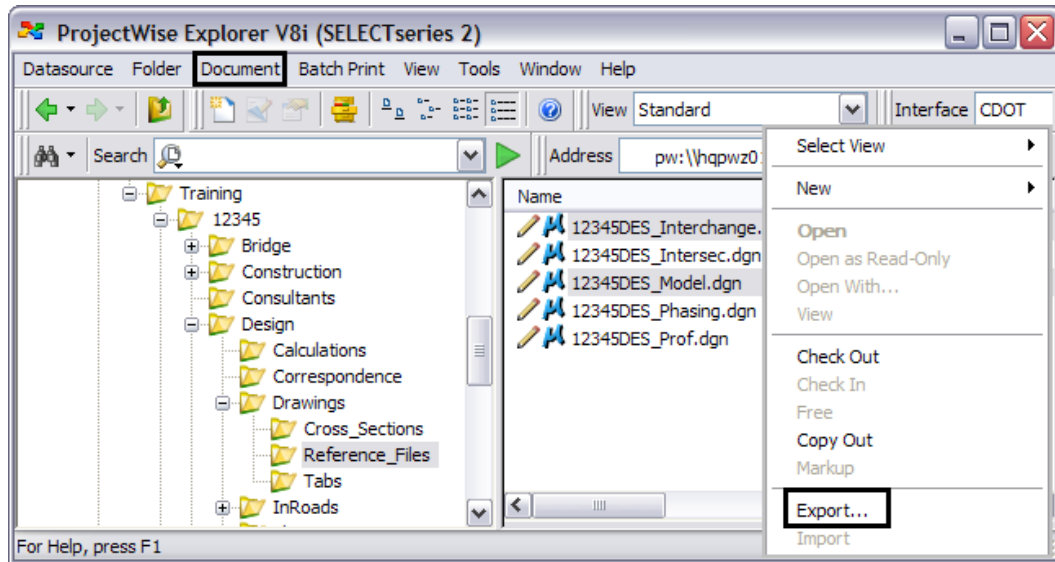 ProjectWise Explorer V8i (SELECTseries 2)
Datasource Folder Document Batch Print View Tools Window Help
View Standard Interface CDOT
Search Address pw:\\hqpwz01
Training
12345
Bridge
Construction
Consultants
Design
Calculations
Correspondence
Drawings
Cross_Sections
Reference_Files
Tabs
InRoads
Name
12345DES_Interchange.
12345DES_Intersec.dgn
12345DES_Model.dgn
12345DES_Phasing.dgn
12345DES_Prof.dgn
Select View
New
Open
Open as Read-Only
Open With...
View
Check Out
Check In
Free
Copy Out
Markup
Export...
Import
For Help, press F1